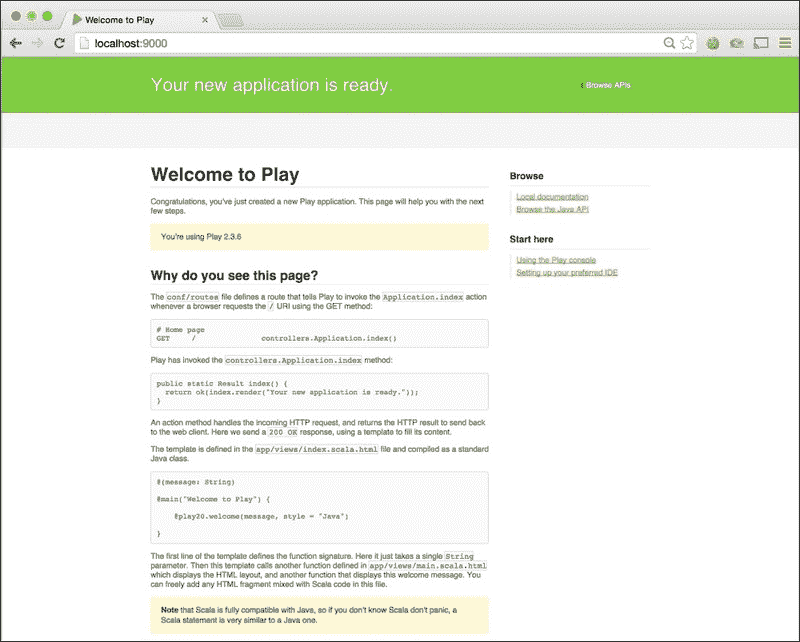 Welcome to Play
localhost:9000
Your new application is ready.
‹ Browse APIs
Welcome to Play
Congratulations, you've just created a new Play application. This page will help you with the next
few steps.
You're using Play 2.3.6
Why do you see this page?
The conf/routes file defines a route that tells Play to invoke the Application.index action
whenever a browser requests the / URI using the GET method:
# Home page
GET / controllers.Application.index()
Play has invoked the controllers.Application.index method:
public static Result index() {
return ok(index.render("Your new application is ready."));
}
An action method handles the incoming HTTP request, and returns the HTTP result to send back
to the web client. Here we send a 200 OK response, using a template to fill its content.
The template is defined in the app/views/index.scala.html file and compiled as a standard
Java class.
@(message: String)
@main("Welcome to Play") {
@play20.welcome(message, style = "Java")
}
The first line of the template defines the function signature. Here it just takes a single String
parameter. Then this template calls another function defined in app/views/main.scala.html
which displays the HTML layout, and another function that displays this welcome message. You
can freely add any HTML fragment mixed with Scala code in this file.
Note that Scala is fully compatible with Java, so if you don't know Scala don't panic, a
Scala statement is very similar to a Java one.
Browse
Local documentation
Browse the Java API
Start here
Using the Play console
Setting up your preferred IDE